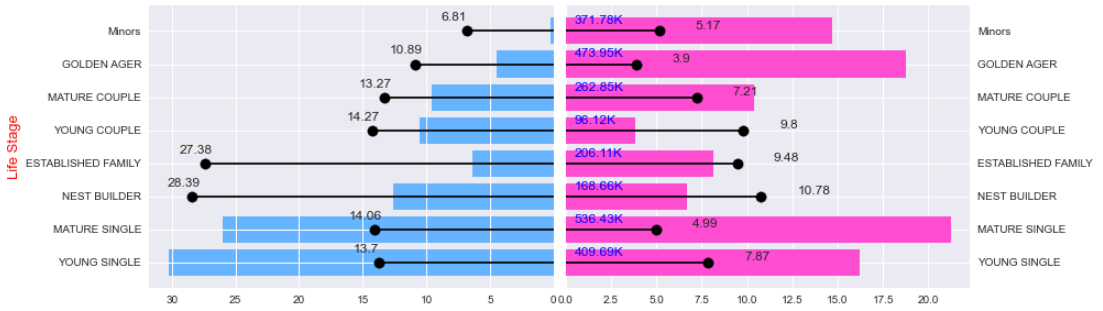 Life Stage
Minors 6.81 371.78K 5.17 Minors
GOLDEN AGER 10.89 473.95K 3.9 GOLDEN AGER
MATURE COUPLE 13.27 262.85K 7.21 MATURE COUPLE
YOUNG COUPLE 14.27 96.12K 9.8 YOUNG COUPLE
ESTABLISHED FAMILY 27.38 206.11K 9.48 ESTABLISHED FAMILY
NEST BUILDER 28.39 168.66K 10.78 NEST BUILDER
MATURE SINGLE 14.06 536.43K 4.99 MATURE SINGLE
YOUNG SINGLE 13.7 409.69K 7.87 YOUNG SINGLE
30 25 20 15 10 5 0 0.0 2.5 5.0 7.5 10.0 12.5 15.0 17.5 20.0